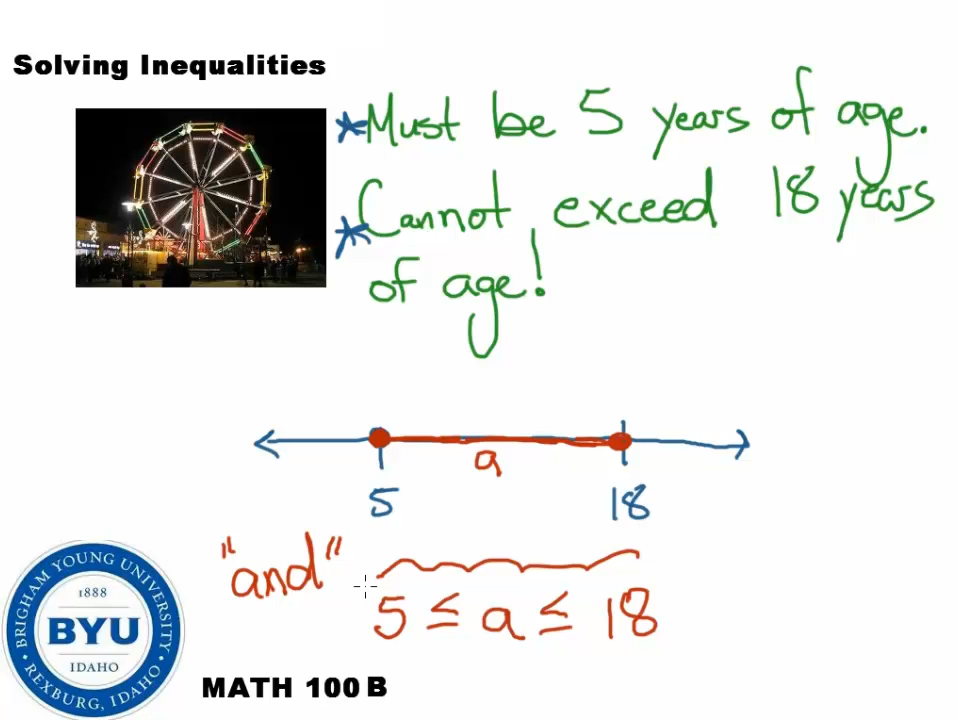 Solving Inequalities
*Must be 5 years of age.
*Cannot exceed 18 years
of age!
a
5 18
"and"
5 ≤ a ≤ 18
BRIGHAM YOUNG UNIVERSITY
1888
BYU
IDAHO
• REXBURG, IDAHO •
MATH 100 B